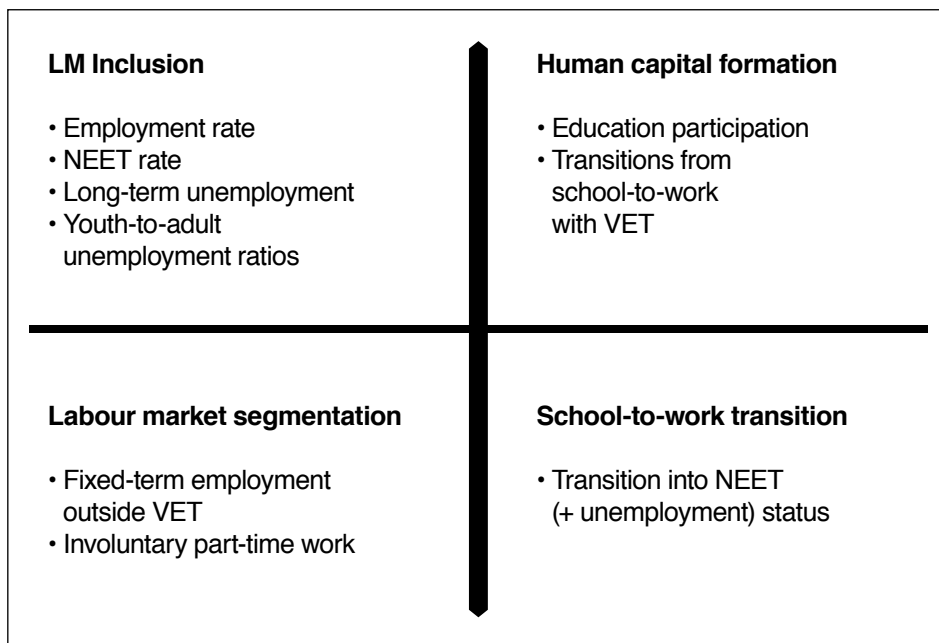 LM Inclusion
• Employment rate
• NEET rate
• Long-term unemployment
• Youth-to-adult
unemployment ratios
Human capital formation
• Education participation
• Transitions from
school-to-work
with VET
Labour market segmentation
• Fixed-term employment
outside VET
• Involuntary part-time work
School-to-work transition
• Transition into NEET
(+ unemployment) status